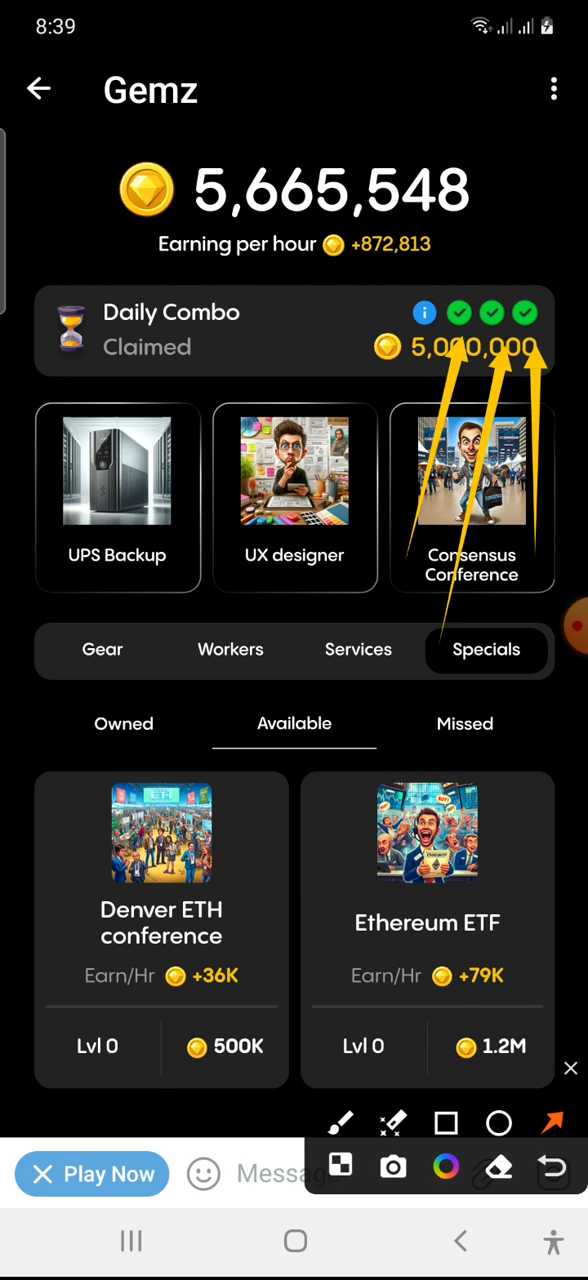 8:39
Gemz
5,665,548
Earning per hour +872,813
Daily Combo
Claimed 5,000,000
UPS Backup
UX designer
Consensus
Conference
Gear Workers Services Specials
Owned Available Missed
Denver ETH
conference
Earn/Hr +36K
Lvl 0 500K
Ethereum ETF
Earn/Hr +79K
Lvl 0 1.2M
Play Now